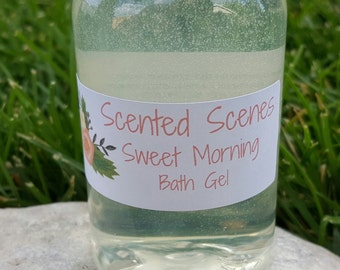 Scented Scenes
Sweet Morning
Bath Gel